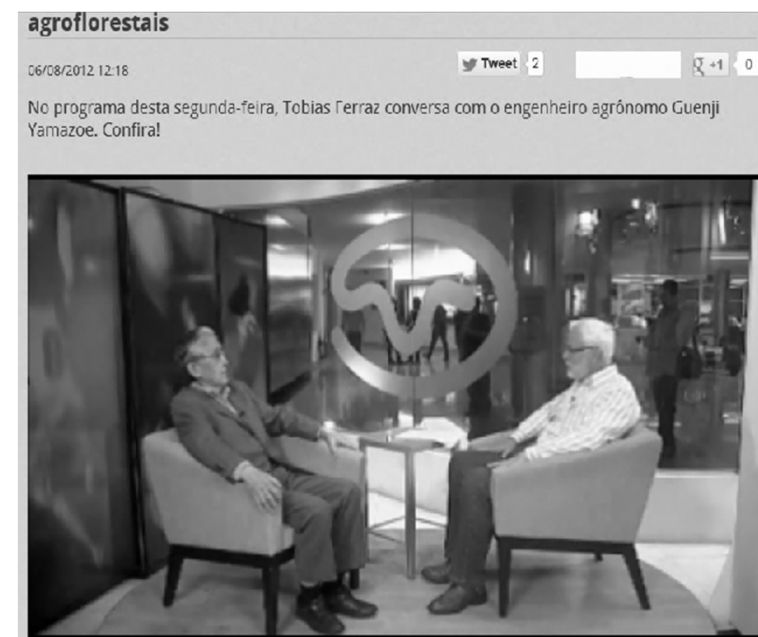 agroflorestais
06/08/2012 12:18
Tweet 2
g +1 0
No programa desta segunda-feira, Tobias Ferraz conversa com o engenheiro agrônomo Guenji
Yamazoe. Confira!